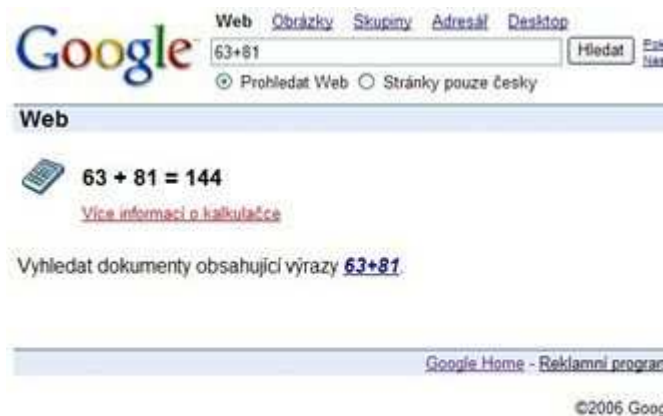 Web Obrázky Skupiny Adresář Desktop
Google
63+81 Hledat
Prohledat Web Stránky pouze česky
Web
63 + 81 = 144
Více informací o kalkulačce
Vyhledat dokumenty obsahující výrazy 63+81.
Google Home - Reklamní program
©2006 Goog